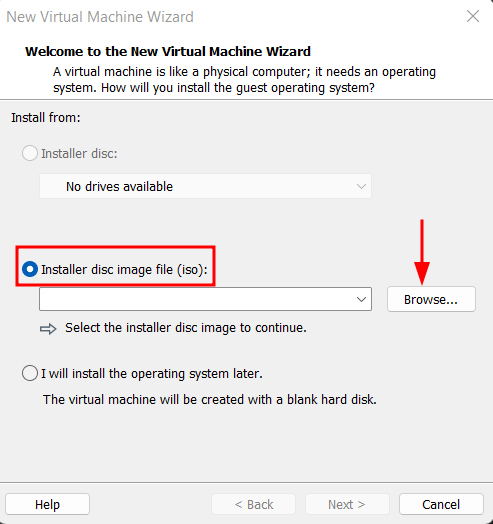 New Virtual Machine Wizard
Welcome to the New Virtual Machine Wizard
A virtual machine is like a physical computer; it needs an operating
system. How will you install the guest operating system?
Install from:
Installer disc:
No drives available
Installer disc image file (iso):
Browse...
Select the installer disc image to continue.
I will install the operating system later.
The virtual machine will be created with a blank hard disk.
Help
< Back
Next >
Cancel